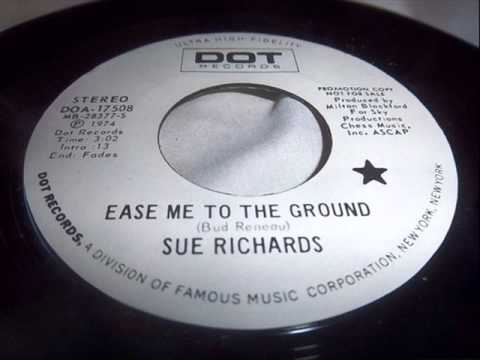 ULTRA HIGH FIDELITY
DOT
RECORDS
STEREO
DOA-17508
MB-28377-S
Ⓟ 1974
Dot Records
Time: 3:02
Intro :13
End: Fades
PROMOTION COPY
NOT FOR SALE
Produced by
Milton Blackford
For Sky
Productions
Chess Music,
Inc. ASCAP
EASE ME TO THE GROUND
(Bud Reneau)
SUE RICHARDS
DOT RECORDS, A DIVISION OF FAMOUS MUSIC CORPORATION, NEW YORK, NEW YORK